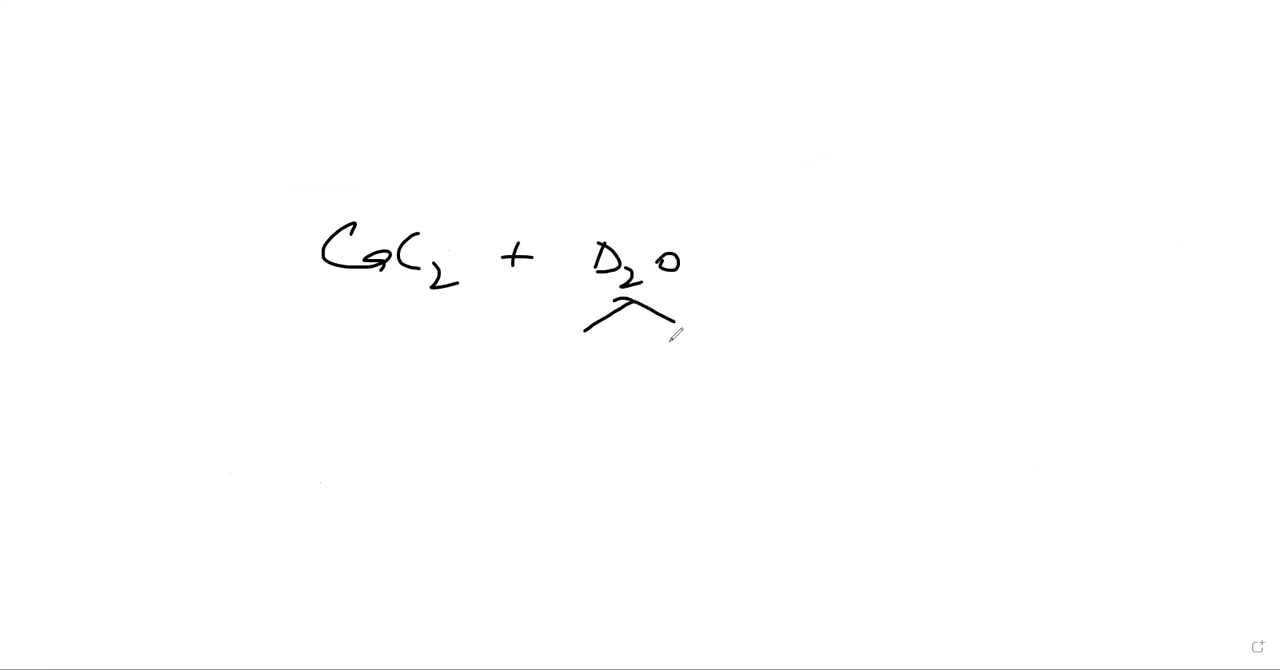 CaC₂ + D₂O